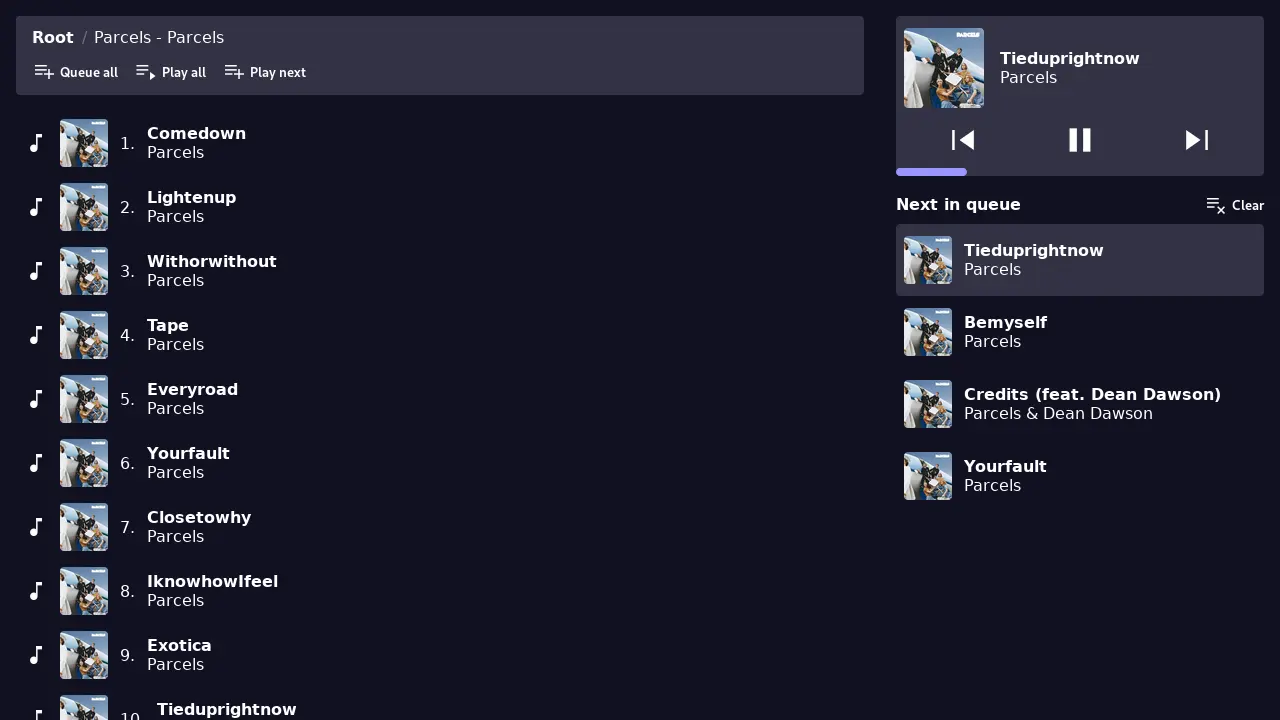 Root / Parcels - Parcels
Queue all
Play all
Play next
1. Comedown
Parcels
2. Lightenup
Parcels
3. Withorwithout
Parcels
4. Tape
Parcels
5. Everyroad
Parcels
6. Yourfault
Parcels
7. Closetowhy
Parcels
8. IknowhowIfeel
Parcels
9. Exotica
Parcels
10. Tieduprightnow
PARCELS
Tieduprightnow
Parcels
Next in queue
Clear
Tieduprightnow
Parcels
Bemyself
Parcels
Credits (feat. Dean Dawson)
Parcels & Dean Dawson
Yourfault
Parcels